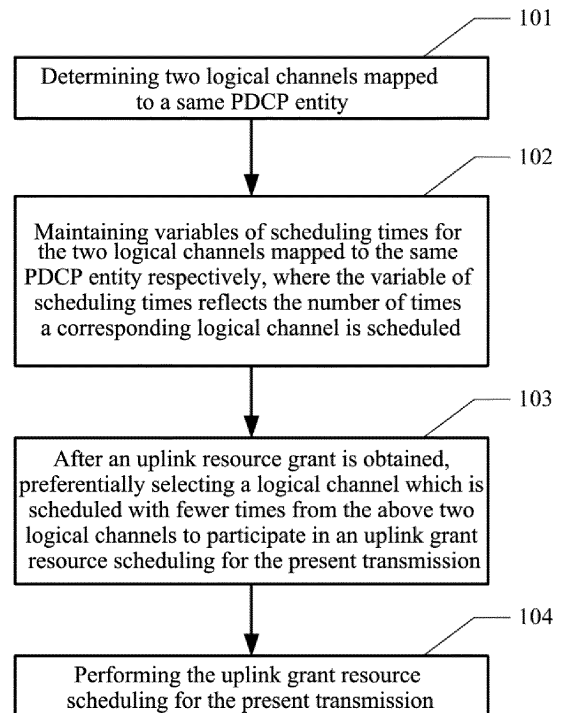 101
Determining two logical channels mapped
to a same PDCP entity
102
Maintaining variables of scheduling times for
the two logical channels mapped to the same
PDCP entity respectively, where the variable of
scheduling times reflects the number of times
a corresponding logical channel is scheduled
103
After an uplink resource grant is obtained,
preferentially selecting a logical channel which is
scheduled with fewer times from the above two
logical channels to participate in an uplink grant
resource scheduling for the present transmission
104
Performing the uplink grant resource
scheduling for the present transmission